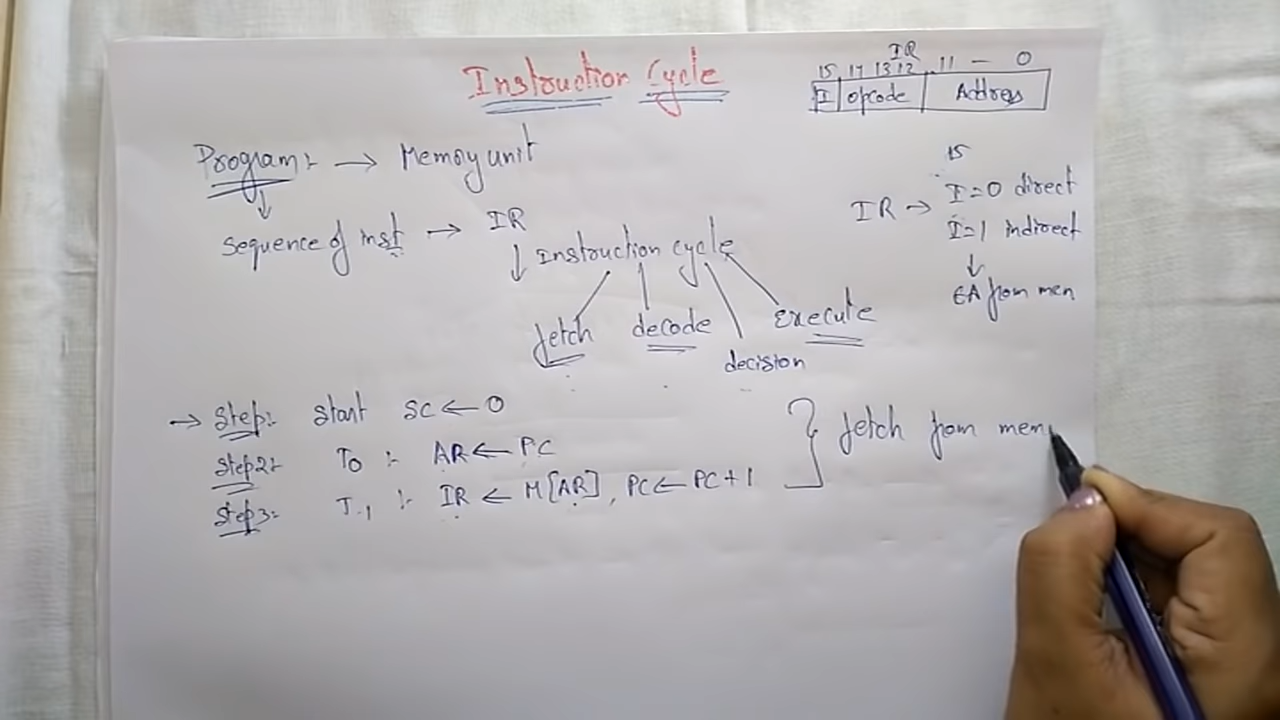 Instruction Cycle
IR
15 14 13 12 11 — 0
I opcode Address
Program:- → Memoy unit
↓
Sequence of inst → IR
↓ Instruction cycle
fetch decode decision execute
15
IR → I=0 direct
I=1 indirect
↓
EA from mem
→ Step:- start SC ← 0
Step2:- T0 :- AR ← PC
Step3:- T1 :- IR ← M[AR], PC ← PC+1
} fetch from mem